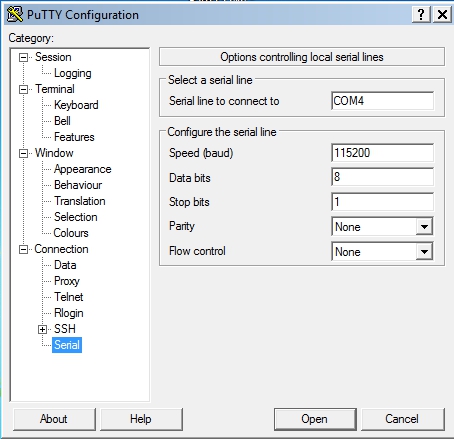 PuTTY Configuration
Category:
Session
Logging
Terminal
Keyboard
Bell
Features
Window
Appearance
Behaviour
Translation
Selection
Colours
Connection
Data
Proxy
Telnet
Rlogin
SSH
Serial
Options controlling local serial lines
Select a serial line
Serial line to connect to COM4
Configure the serial line
Speed (baud) 115200
Data bits 8
Stop bits 1
Parity None
Flow control None
About Help Open Cancel